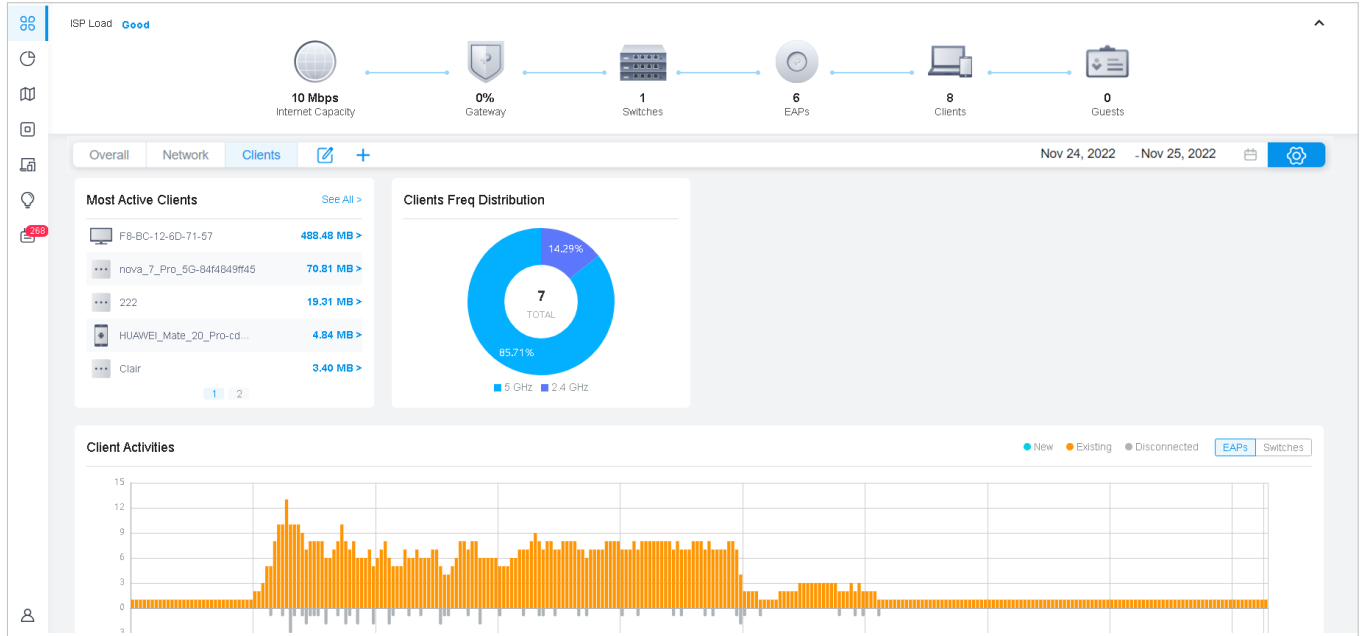 ISP Load Good
10 Mbps
Internet Capacity
0%
Gateway
1
Switches
6
EAPs
8
Clients
0
Guests
268
Overall Network Clients
Nov 24, 2022 - Nov 25, 2022
Most Active Clients See All >
F8-BC-12-6D-71-57 488.48 MB >
nova_7_Pro_5G-84f4849ff45 70.81 MB >
222 19.31 MB >
HUAWEI_Mate_20_Pro-cd... 4.84 MB >
Clair 3.40 MB >
1 2
Clients Freq Distribution
14.29%
7
TOTAL
85.71%
5 GHz 2.4 GHz
Client Activities
New Existing Disconnected EAPs Switches
15
12
9
6
3
0
3